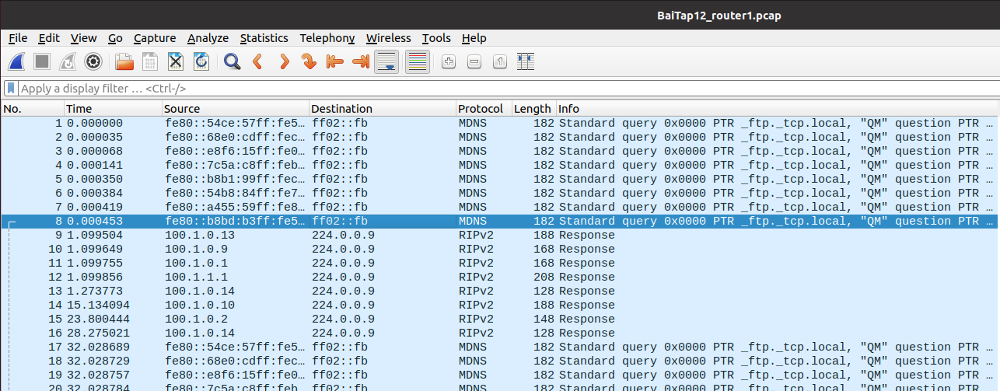 BaiTap12_router1.pcap
File Edit View Go Capture Analyze Statistics Telephony Wireless Tools Help
Apply a display filter … <Ctrl-/>
No. Time Source Destination Protocol Length Info
1 0.000000 fe80::54ce:57ff:fe5… ff02::fb MDNS 182 Standard query 0x0000 PTR _ftp._tcp.local, "QM" question PTR …
2 0.000035 fe80::68e0:cdff:fec… ff02::fb MDNS 182 Standard query 0x0000 PTR _ftp._tcp.local, "QM" question PTR …
3 0.000068 fe80::e8f6:15ff:fe0… ff02::fb MDNS 182 Standard query 0x0000 PTR _ftp._tcp.local, "QM" question PTR …
4 0.000141 fe80::7c5a:c8ff:feb… ff02::fb MDNS 182 Standard query 0x0000 PTR _ftp._tcp.local, "QM" question PTR …
5 0.000350 fe80::b8b1:99ff:fec… ff02::fb MDNS 182 Standard query 0x0000 PTR _ftp._tcp.local, "QM" question PTR …
6 0.000384 fe80::54b8:84ff:fe7… ff02::fb MDNS 182 Standard query 0x0000 PTR _ftp._tcp.local, "QM" question PTR …
7 0.000419 fe80::a455:59ff:fe8… ff02::fb MDNS 182 Standard query 0x0000 PTR _ftp._tcp.local, "QM" question PTR …
8 0.000453 fe80::b8bd:b3ff:fe5… ff02::fb MDNS 182 Standard query 0x0000 PTR _ftp._tcp.local, "QM" question PTR …
9 1.099504 100.1.0.13 224.0.0.9 RIPv2 188 Response
10 1.099649 100.1.0.9 224.0.0.9 RIPv2 168 Response
11 1.099755 100.1.0.1 224.0.0.9 RIPv2 168 Response
12 1.099856 100.1.1.1 224.0.0.9 RIPv2 208 Response
13 1.273773 100.1.0.14 224.0.0.9 RIPv2 128 Response
14 15.134094 100.1.0.10 224.0.0.9 RIPv2 188 Response
15 23.800444 100.1.0.2 224.0.0.9 RIPv2 148 Response
16 28.275021 100.1.0.14 224.0.0.9 RIPv2 128 Response
17 32.028689 fe80::54ce:57ff:fe5… ff02::fb MDNS 182 Standard query 0x0000 PTR _ftp._tcp.local, "QM" question PTR …
18 32.028729 fe80::68e0:cdff:fec… ff02::fb MDNS 182 Standard query 0x0000 PTR _ftp._tcp.local, "QM" question PTR …
19 32.028757 fe80::e8f6:15ff:fe0… ff02::fb MDNS 182 Standard query 0x0000 PTR _ftp._tcp.local, "QM" question PTR …
20 32.028784 fe80::7c5a:c8ff:feb… ff02::fb MDNS 182 Standard query 0x0000 PTR _ftp._tcp.local, "QM" question PTR …